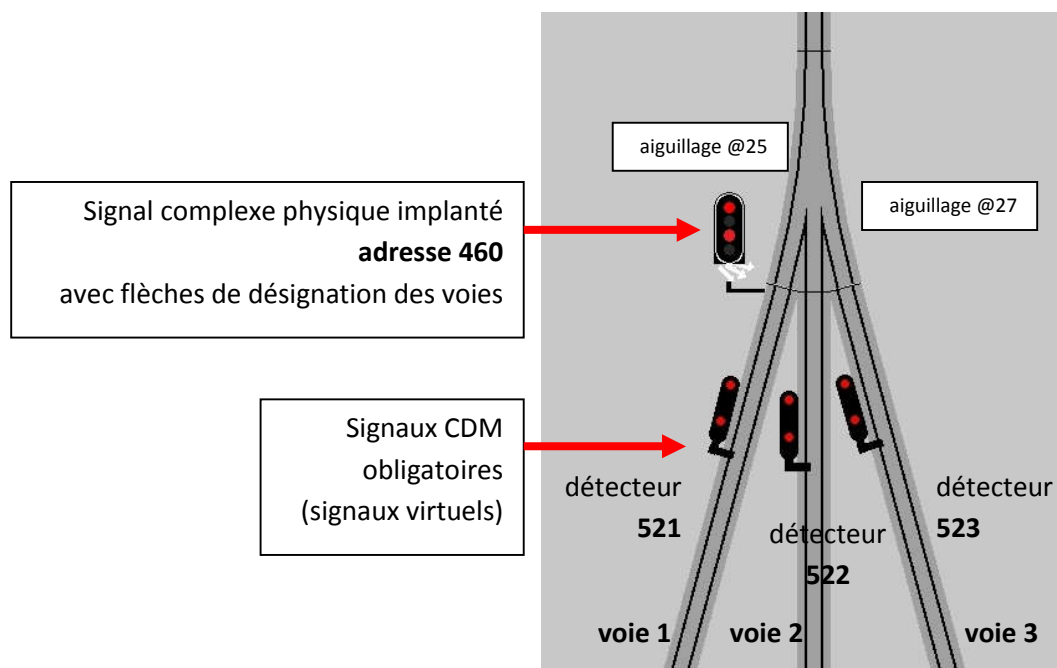 aiguillage @25
Signal complexe physique implanté
adresse 460
avec flèches de désignation des voies
aiguillage @27
Signaux CDM
obligatoires
(signaux virtuels)
détecteur
521
détecteur
522
détecteur
523
voie 1
voie 2
voie 3